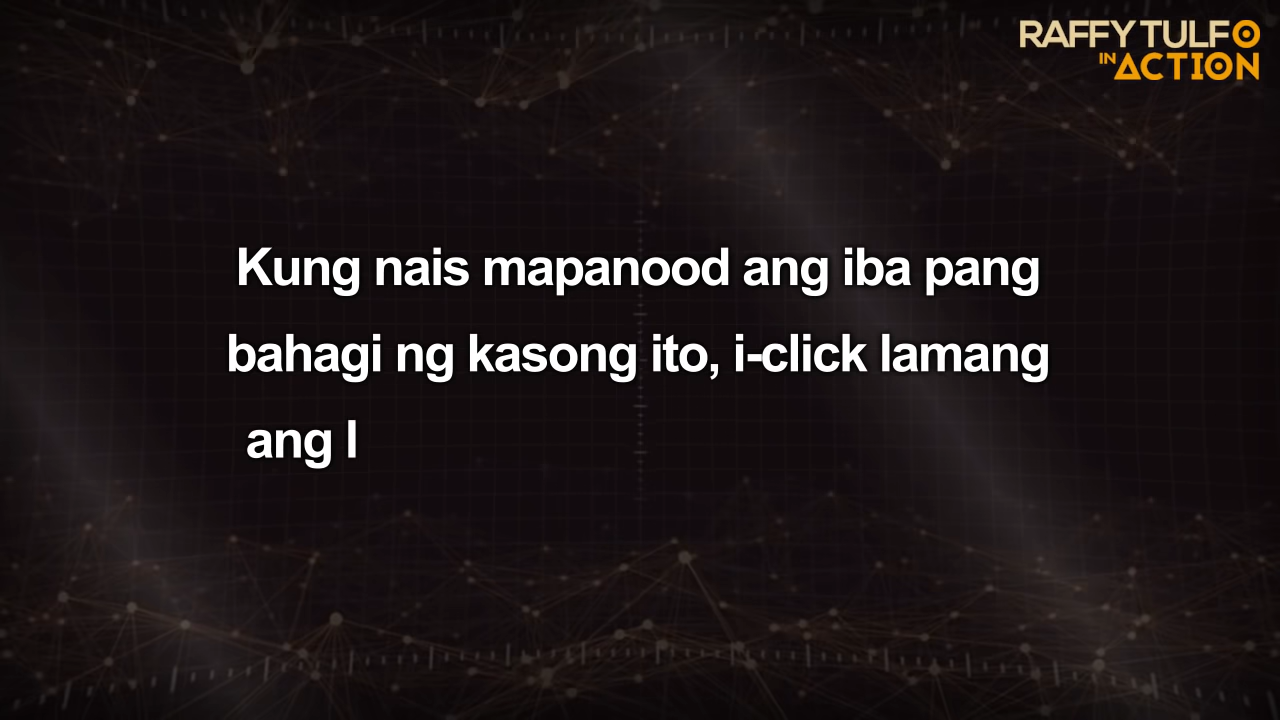 RAFFY TULFO
IN ACTION
Kung nais mapanood ang iba pang
bahagi ng kasong ito, i-click lamang
ang l